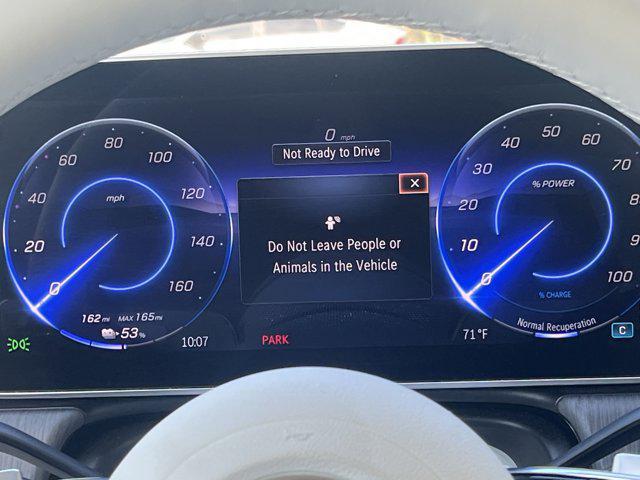 0 mph
Not Ready to Drive
X
Do Not Leave People or
Animals in the Vehicle
0
20
40
60
80
100
120
140
160
mph
162 mi MAX 165 mi
53%
10:07
PARK
71°F
0
10
20
30
40
50
60
70
100
% POWER
% CHARGE
Normal Recuperation
C